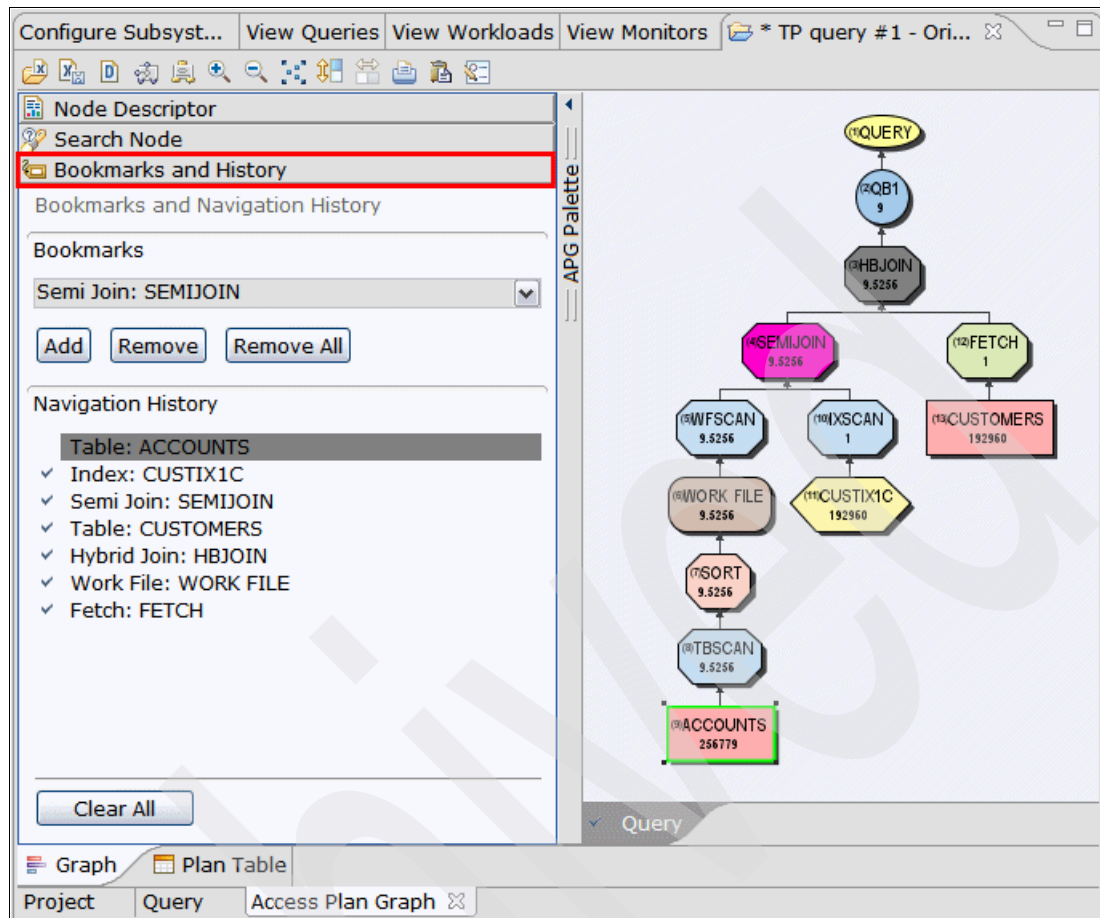 Configure Subsyst... View Queries View Workloads View Monitors * TP query #1 - Ori...
Node Descriptor
Search Node
Bookmarks and History
Bookmarks and Navigation History
Bookmarks
Semi Join: SEMIJOIN
Add Remove Remove All
Navigation History
Table: ACCOUNTS
Index: CUSTIX1C
Semi Join: SEMIJOIN
Table: CUSTOMERS
Hybrid Join: HBJOIN
Work File: WORK FILE
Fetch: FETCH
Clear All
APG Palette
(1)QUERY
(2)QB1
9
(3)HBJOIN
9.5256
(4)SEMIJOIN
9.5256
(12)FETCH
1
(5)WFSCAN
9.5256
(10)IXSCAN
1
(13)CUSTOMERS
192960
(6)WORK FILE
9.5256
(11)CUSTIX1C
192960
(7)SORT
9.5256
(8)TBSCAN
9.5256
(9)ACCOUNTS
256779
Query
Graph Plan Table
Project Query Access Plan Graph